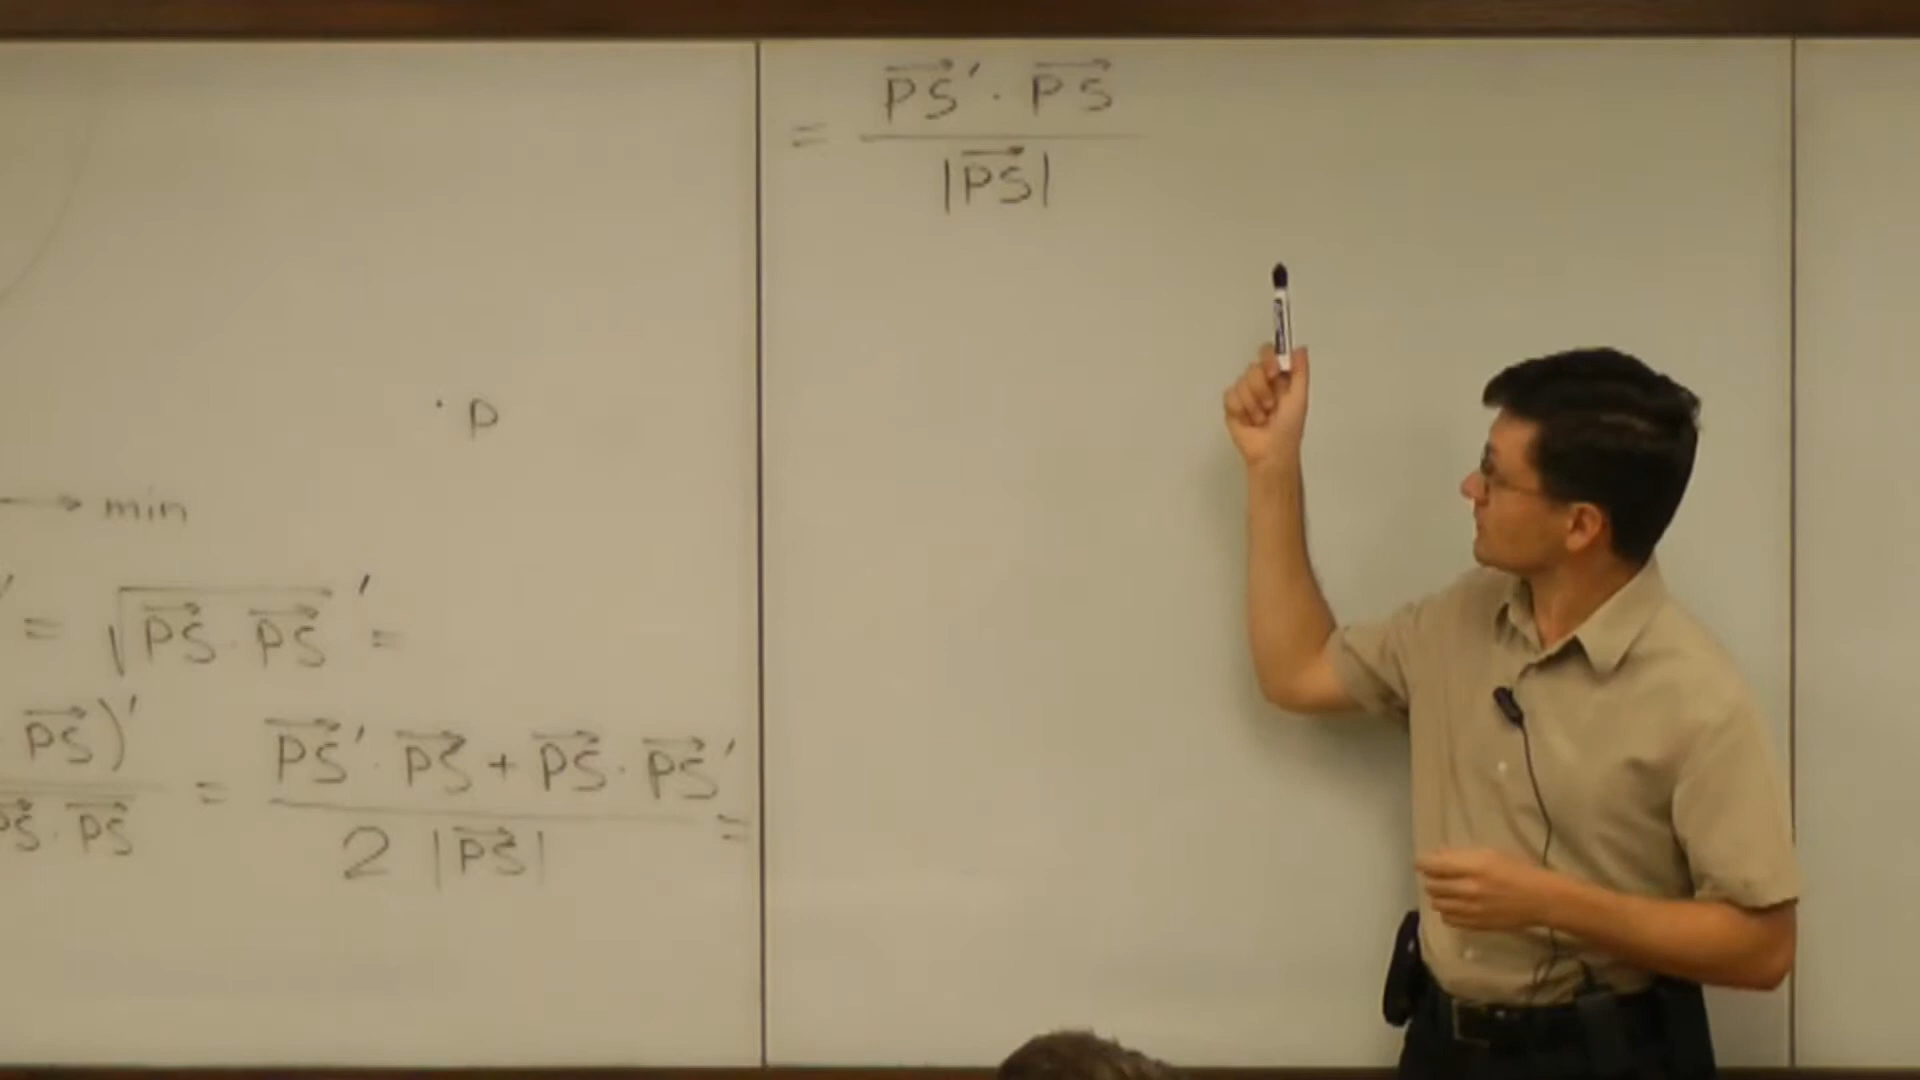 · P
→ min
' = √(PS⃗ · PS⃗)' =
· PS⃗)' / PS⃗ · PS⃗ = (PS⃗' · PS⃗ + PS⃗ · PS⃗') / (2 |PS⃗|) =
= (PS⃗' · PS⃗) / |PS⃗|